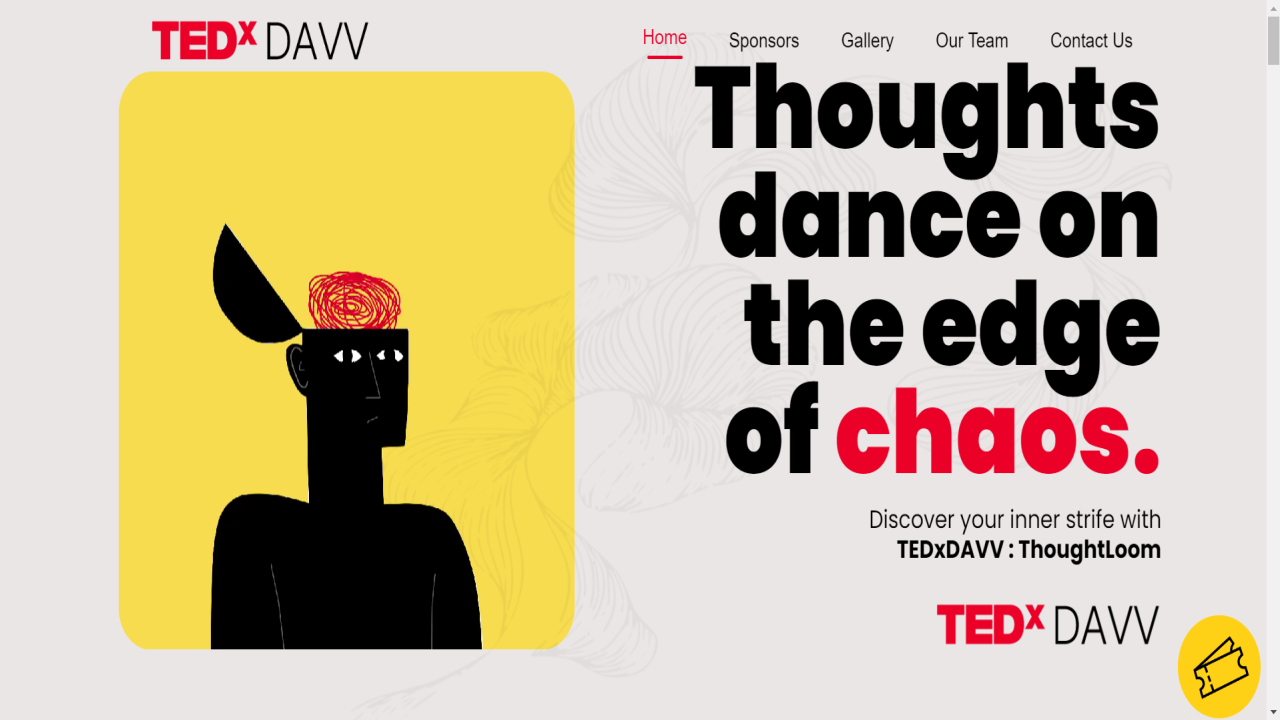 TEDx DAVV
Home Sponsors Gallery Our Team Contact Us
Thoughts
dance on
the edge
of chaos.
Discover your inner strife with
TEDxDAVV : ThoughtLoom
TEDx DAVV